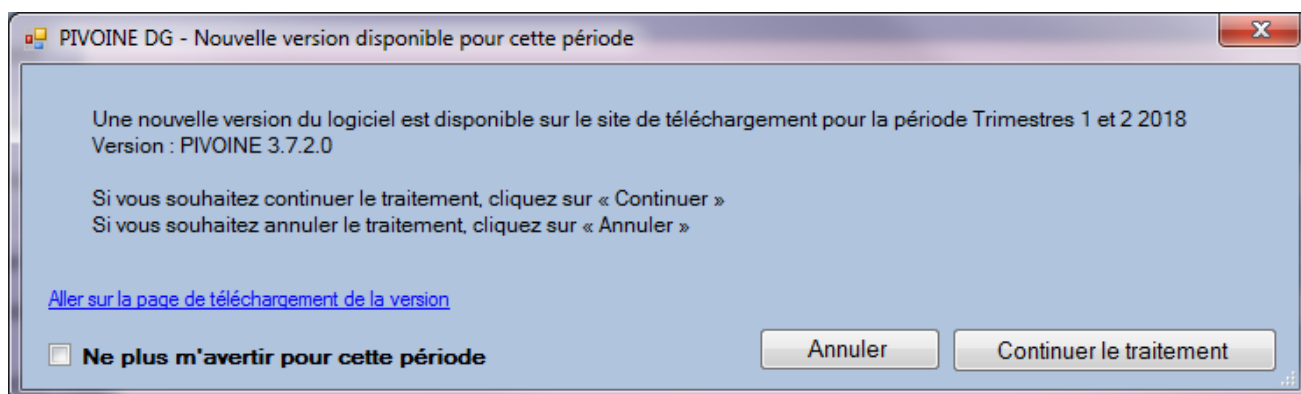 PIVOINE DG - Nouvelle version disponible pour cette période
Une nouvelle version du logiciel est disponible sur le site de téléchargement pour la période Trimestres 1 et 2 2018
Version : PIVOINE 3.7.2.0
Si vous souhaitez continuer le traitement, cliquez sur « Continuer »
Si vous souhaitez annuler le traitement, cliquez sur « Annuler »
Aller sur la page de téléchargement de la version
Ne plus m'avertir pour cette période
Annuler
Continuer le traitement